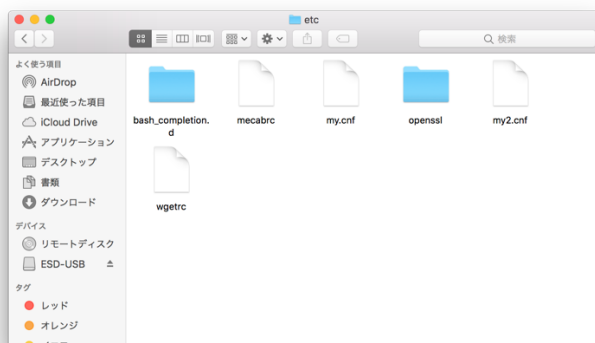 etc
検索
よく使う項目
AirDrop
最近使った項目
iCloud Drive
アプリケーション
デスクトップ
書類
ダウンロード
デバイス
リモートディスク
ESD-USB
タグ
レッド
オレンジ
bash_completion.
d
mecabrc
my.cnf
openssl
my2.cnf
wgetrc